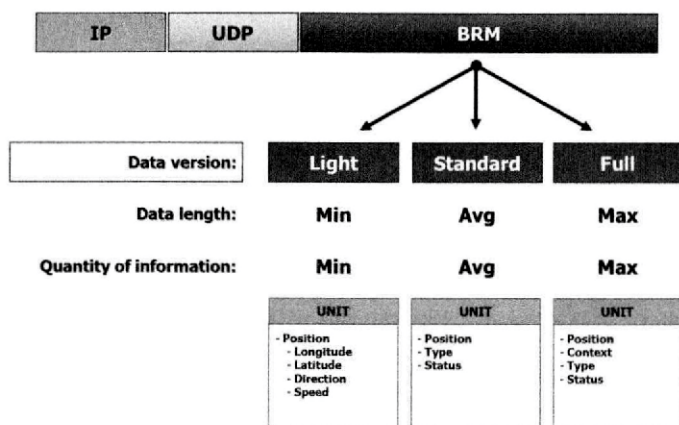 IP UDP BRM
Data version: Light Standard Full
Data length: Min Avg Max
Quantity of information: Min Avg Max
UNIT UNIT UNIT
- Position - Position - Position
- Longitude - Type - Context
- Latitude - Status - Type
- Direction - Status
- Speed